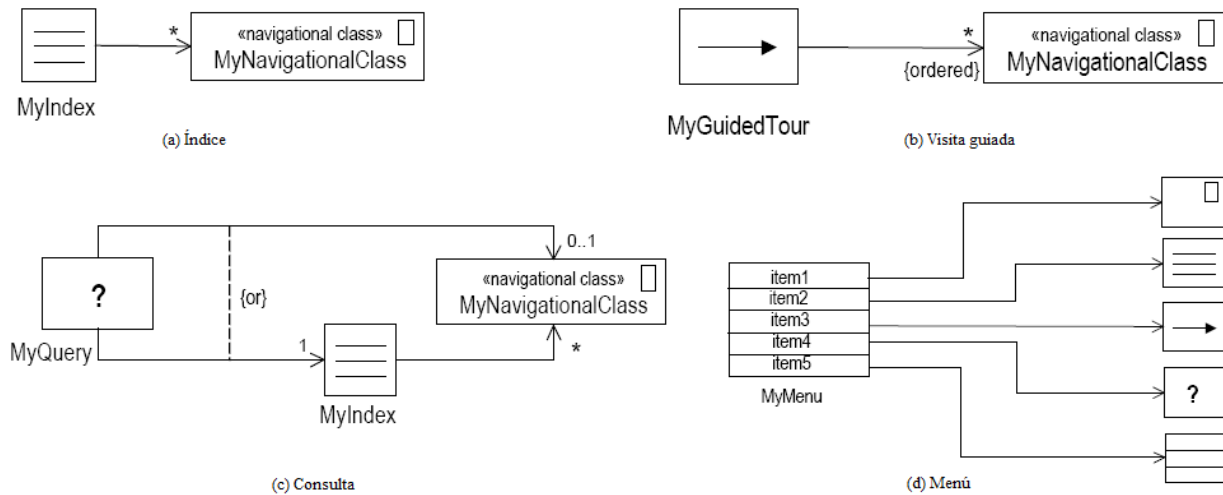 *
«navigational class»
MyNavigationalClass
MyIndex
(a) Índice
*
{ordered}
«navigational class»
MyNavigationalClass
MyGuidedTour
(b) Visita guiada
0..1
?
{or}
«navigational class»
MyNavigationalClass
MyQuery
1
*
MyIndex
(c) Consulta
item1
item2
item3
item4
item5
MyMenu
?
(d) Menú